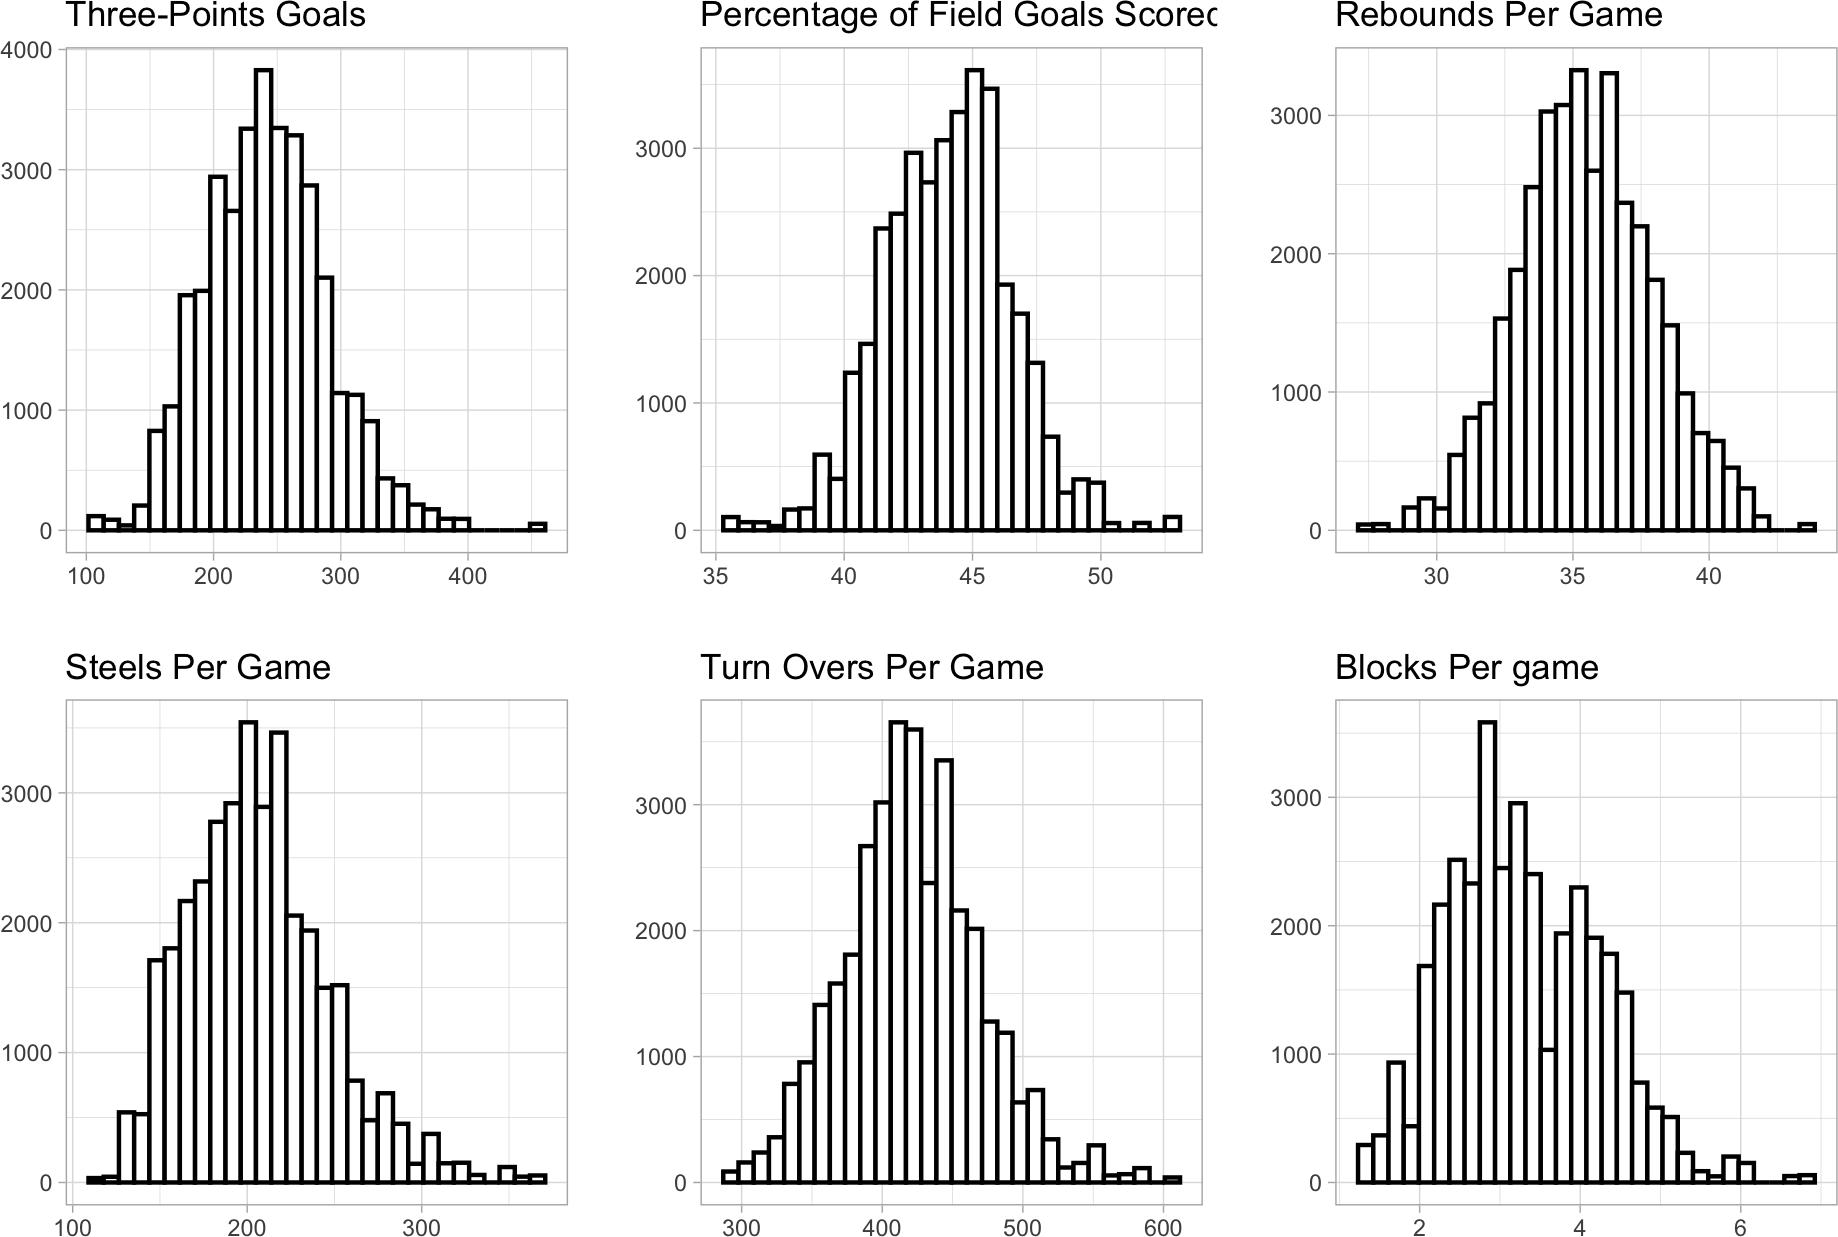 Three-Points Goals
4000
3000
2000
1000
0
100 200 300 400
Percentage of Field Goals Scored
3000
2000
1000
0
35 40 45 50
Rebounds Per Game
3000
2000
1000
0
30 35 40
Steels Per Game
3000
2000
1000
0
100 200 300
Turn Overs Per Game
3000
2000
1000
0
300 400 500 600
Blocks Per game
3000
2000
1000
0
2 4 6